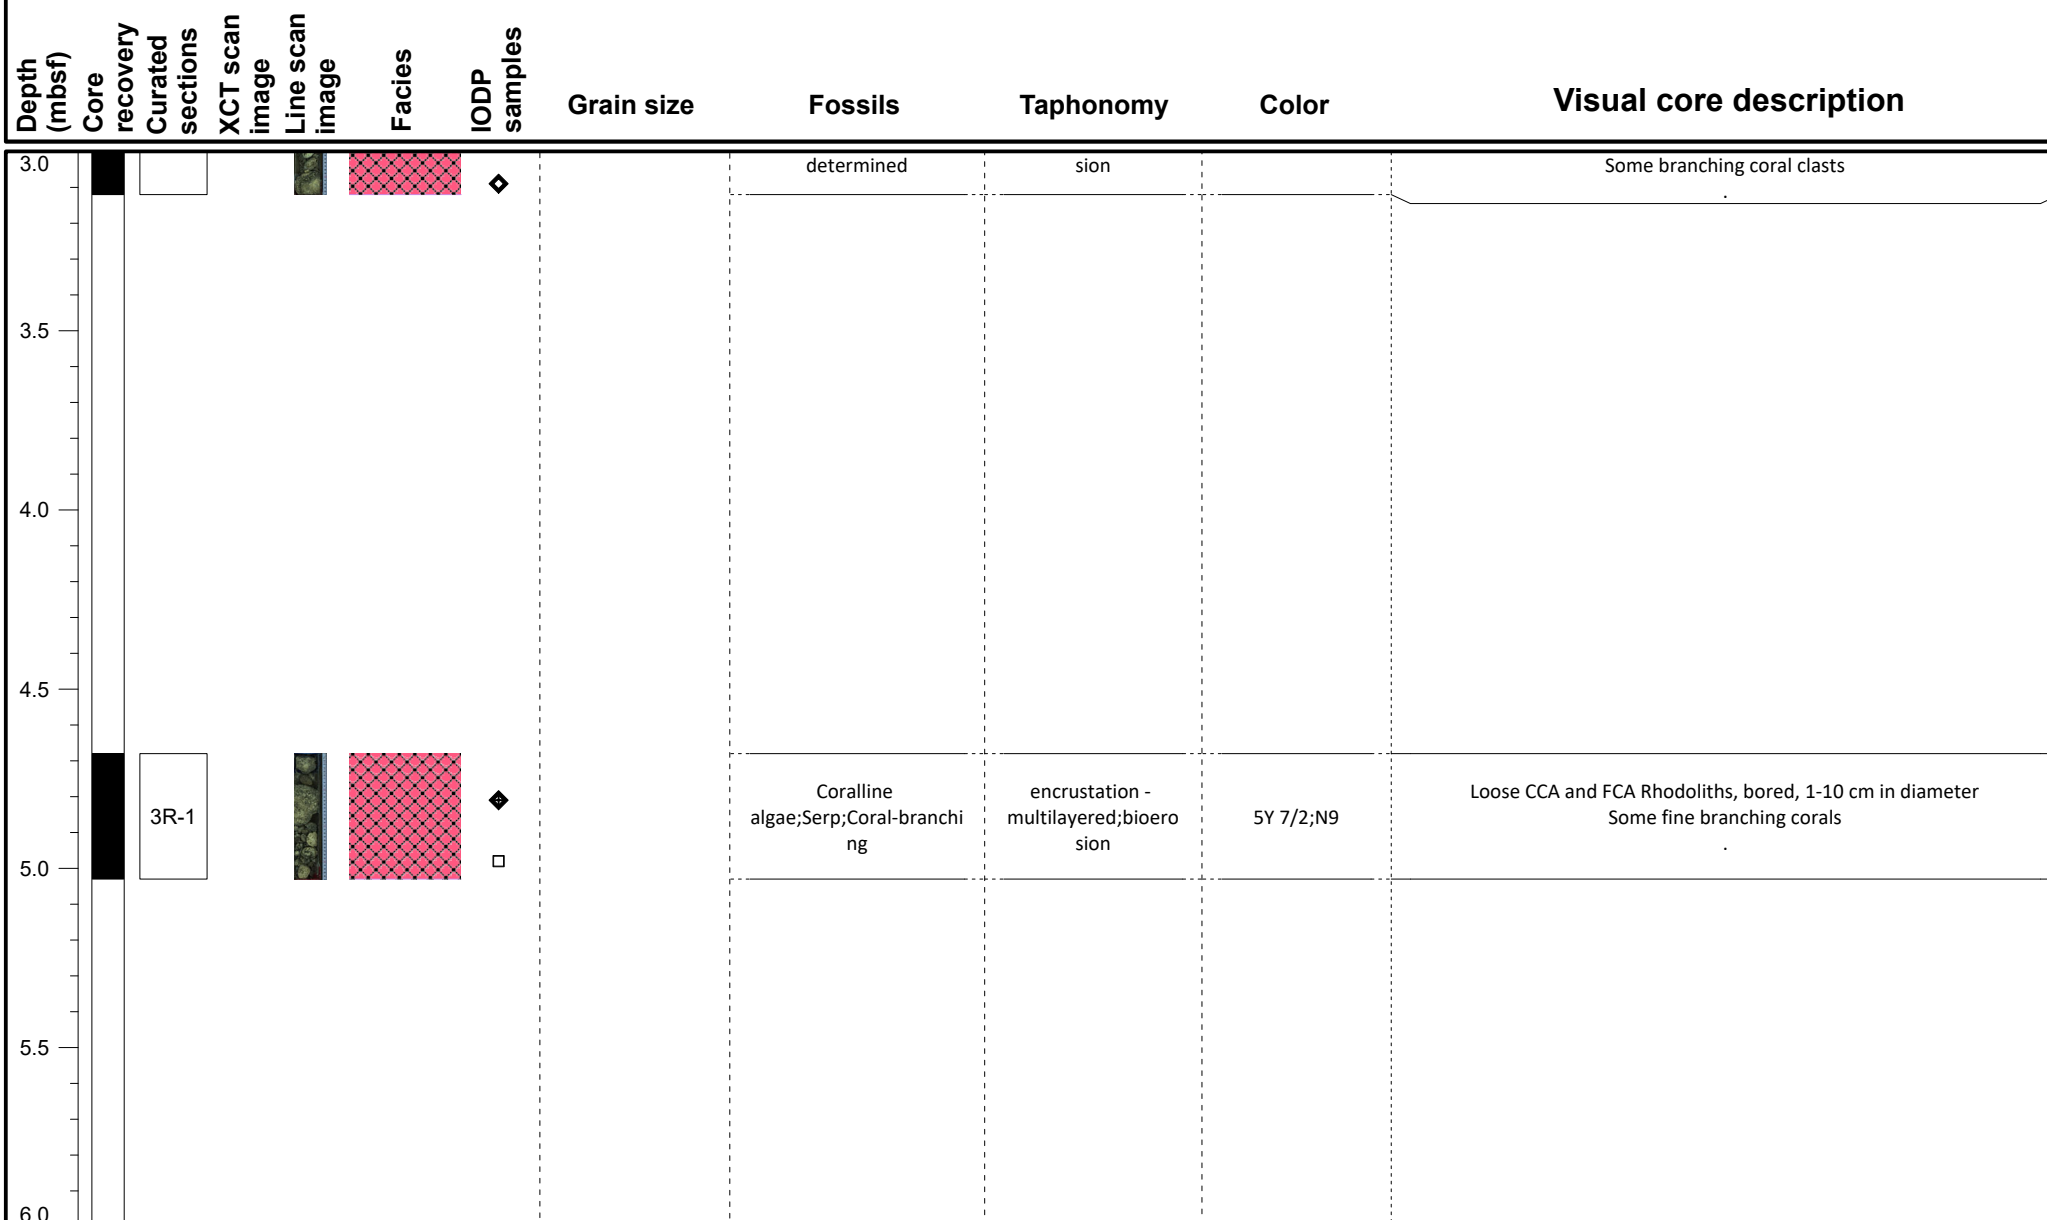 Depth
(mbsf)
Core
recovery
Curated
sections
XCT scan
image
Line scan
image
Facies
IODP
samples
Grain size
Fossils
Taphonomy
Color
Visual core description
3.0
determined
sion
Some branching coral clasts
.
3.5
4.0
4.5
3R-1
Coralline
algae;Serp;Coral-branchi
ng
encrustation -
multilayered;bioero
sion
5Y 7/2;N9
Loose CCA and FCA Rhodoliths, bored, 1-10 cm in diameter
Some fine branching corals
.
5.0
5.5
6.0